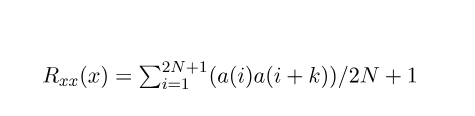 R_{xx}(x) = \sum_{i=1}^{2N+1}(a(i)a(i + k))/2N + 1